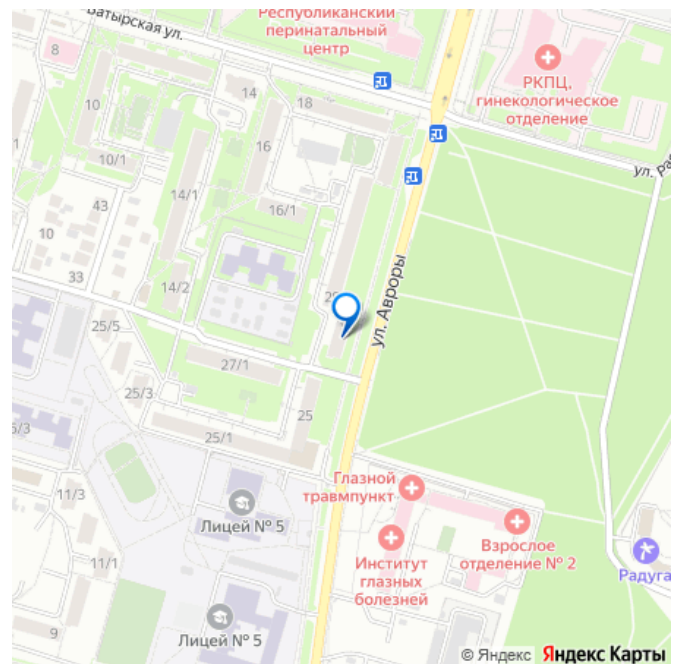 Батырская ул.
Республиканский
перинатальный
центр
8
14
18
РКПЦ,
гинекологическое
отделение
10
16
10/1
14/1
ул. Ра
43
16/1
10
33
14/2
ул. Авроры
25/5
27/1
25/3
25
25/1
Глазной
травмпункт
11/3
Лицей № 5
Взрослое
отделение № 2
Институт
глазных
болезней
Радуга
11/1
9
Лицей № 5
© Яндекс Яндекс Карты